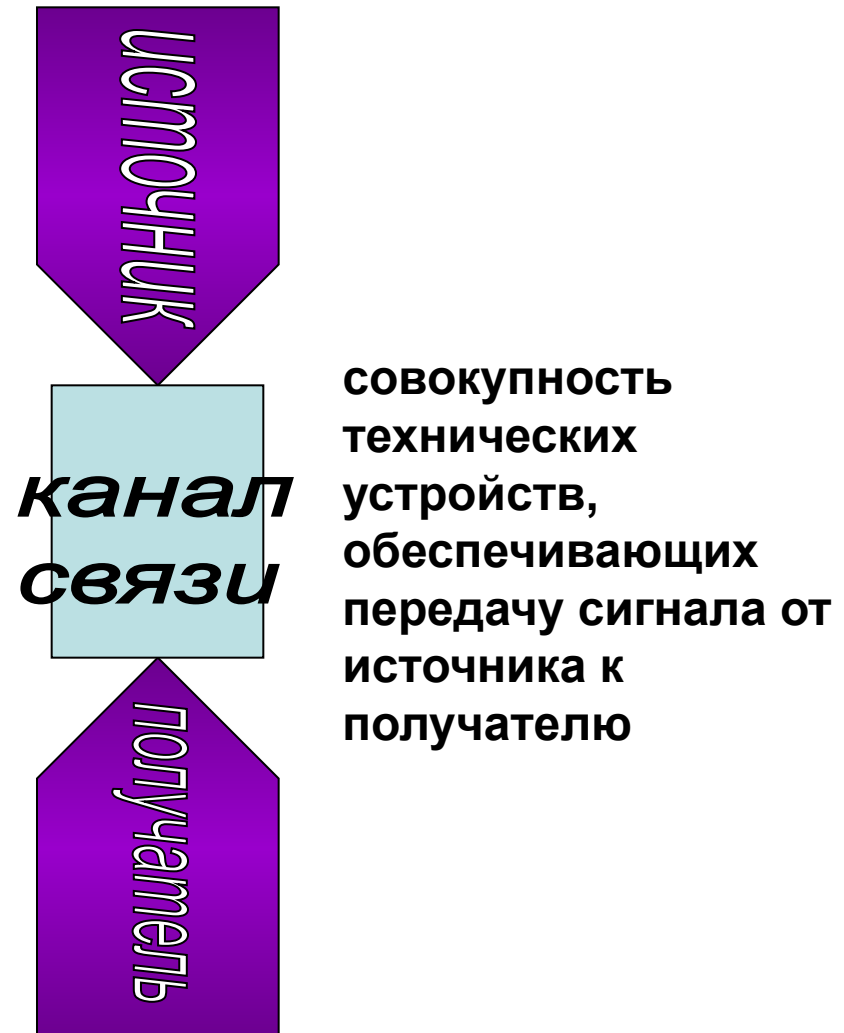 источник
канал
связи
совокупность
технических
устройств,
обеспечивающих
передачу сигнала от
источника к
получателю
получатель